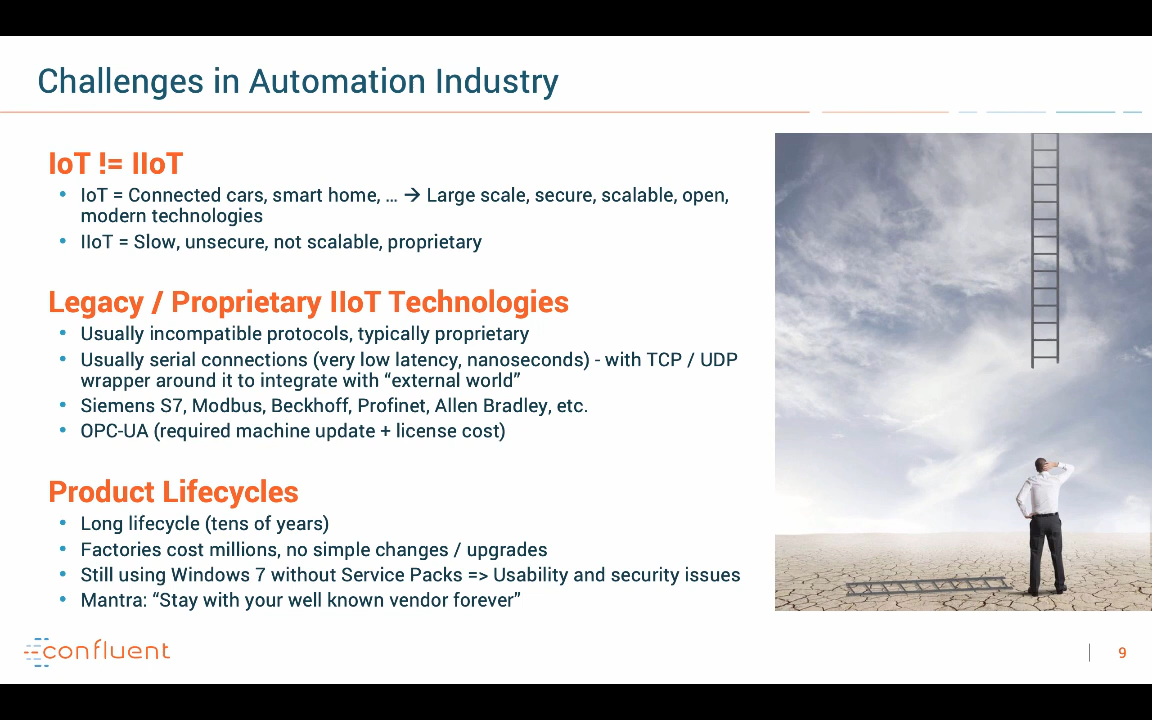 Challenges in Automation Industry
IoT != IIoT
• IoT = Connected cars, smart home, ... → Large scale, secure, scalable, open,
modern technologies
• IIoT = Slow, unsecure, not scalable, proprietary
Legacy / Proprietary IIoT Technologies
• Usually incompatible protocols, typically proprietary
• Usually serial connections (very low latency, nanoseconds) - with TCP / UDP
wrapper around it to integrate with “external world”
• Siemens S7, Modbus, Beckhoff, Profinet, Allen Bradley, etc.
• OPC-UA (required machine update + license cost)
Product Lifecycles
• Long lifecycle (tens of years)
• Factories cost millions, no simple changes / upgrades
• Still using Windows 7 without Service Packs => Usability and security issues
• Mantra: “Stay with your well known vendor forever”
confluent
9